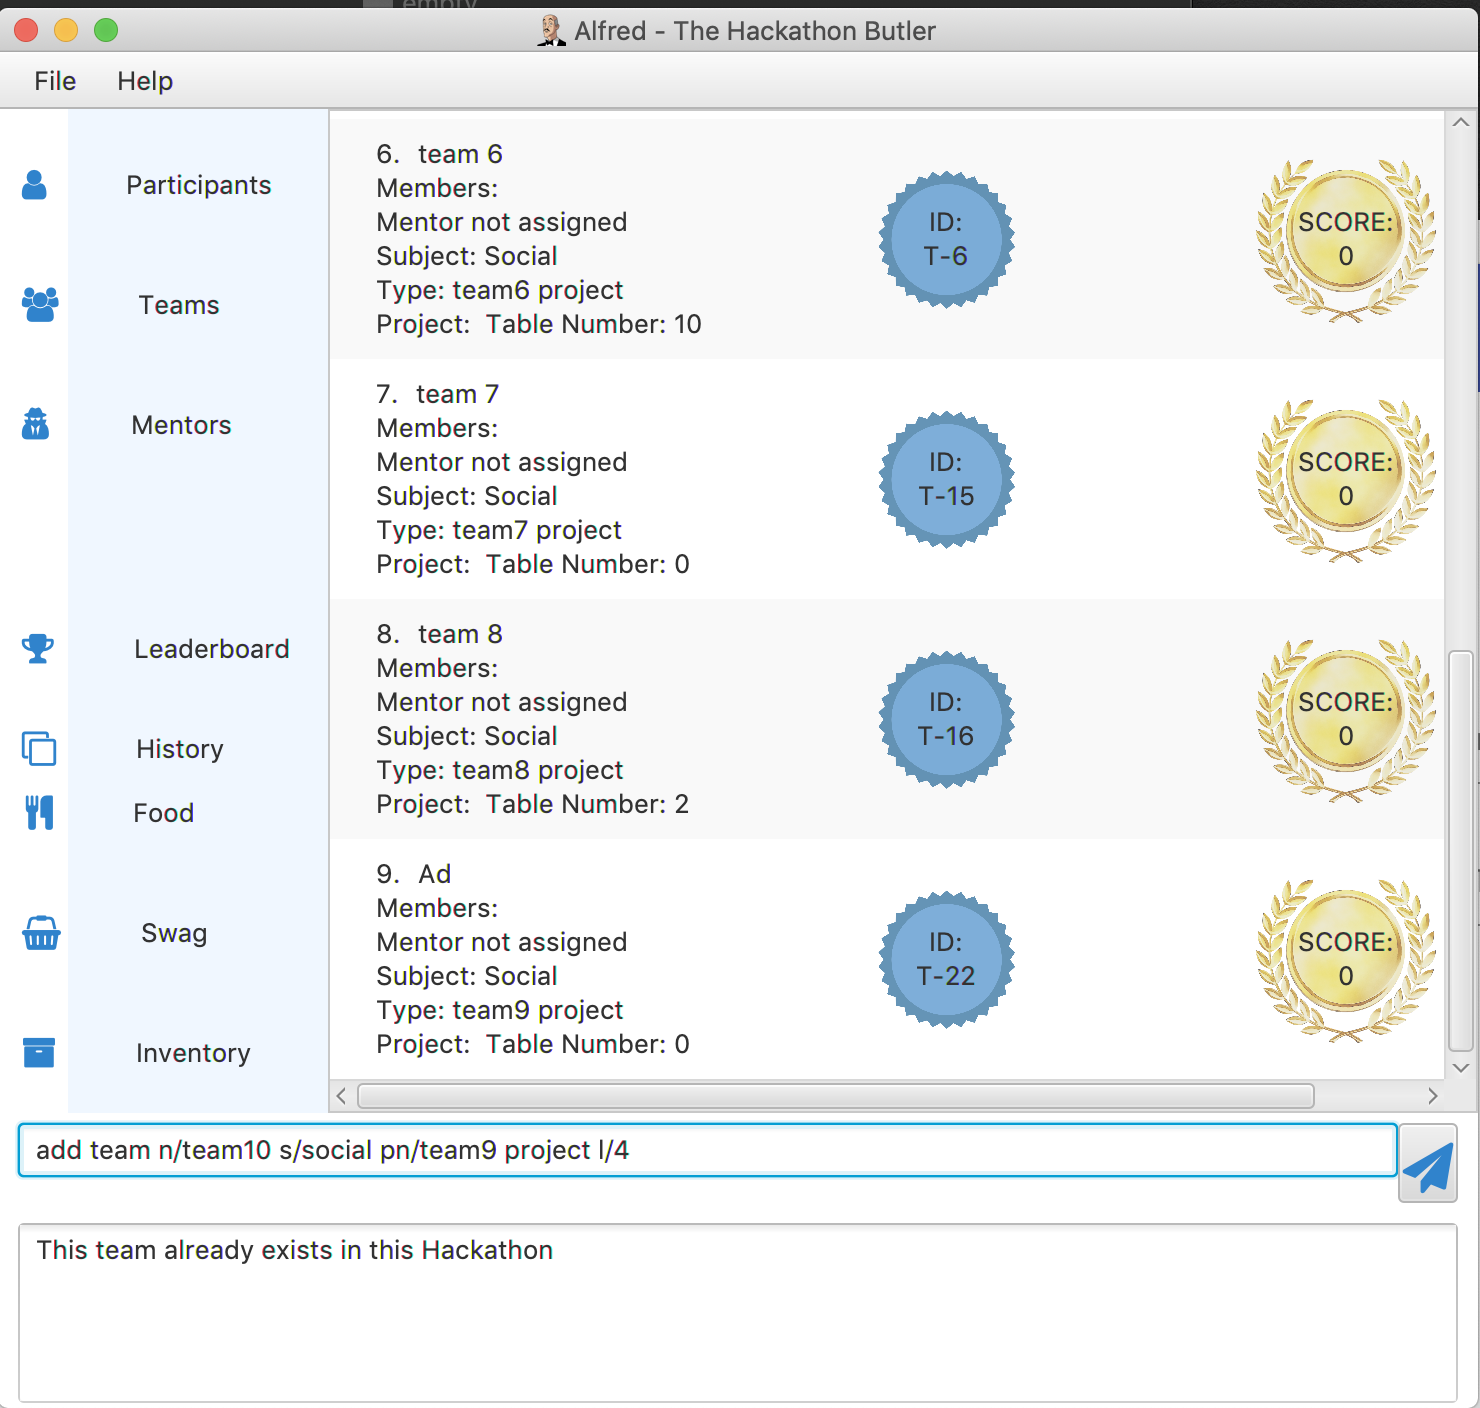 empty
Alfred - The Hackathon Butler
File Help
Participants
Teams
Mentors
Leaderboard
History
Food
Swag
Inventory
6. team 6
Members:
Mentor not assigned
Subject: Social
Type: team6 project
Project: Table Number: 10
ID:
T-6
SCORE:
0
7. team 7
Members:
Mentor not assigned
Subject: Social
Type: team7 project
Project: Table Number: 0
ID:
T-15
SCORE:
0
8. team 8
Members:
Mentor not assigned
Subject: Social
Type: team8 project
Project: Table Number: 2
ID:
T-16
SCORE:
0
9. Ad
Members:
Mentor not assigned
Subject: Social
Type: team9 project
Project: Table Number: 0
ID:
T-22
SCORE:
0
add team n/team10 s/social pn/team9 project l/4
This team already exists in this Hackathon